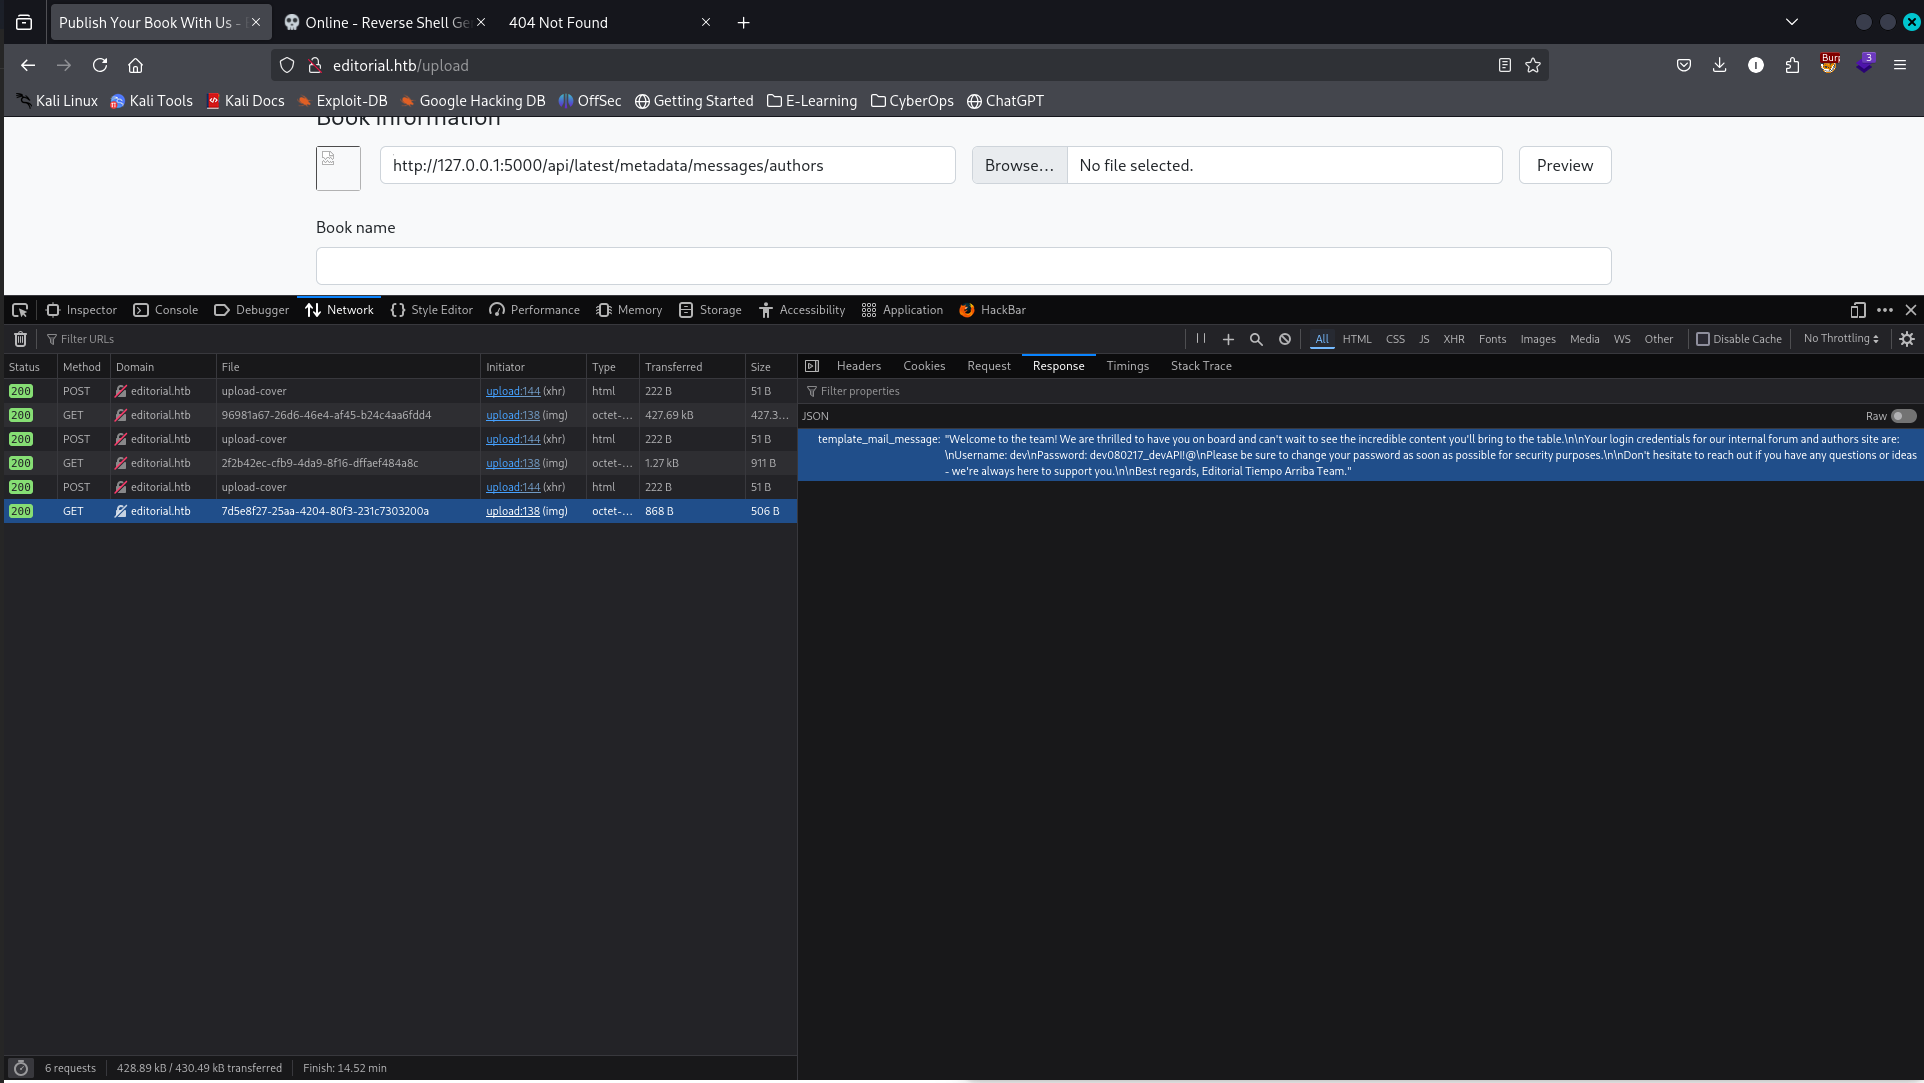 Publish Your Book With Us -
Online - Reverse Shell Ge
404 Not Found
editorial.htb/upload
Burp
3
Kali Linux
Kali Tools
Kali Docs
Exploit-DB
Google Hacking DB
OffSec
Getting Started
E-Learning
CyberOps
ChatGPT
Book information
http://127.0.0.1:5000/api/latest/metadata/messages/authors
Browse...
No file selected.
Preview
Book name
Inspector
Console
Debugger
Network
Style Editor
Performance
Memory
Storage
Accessibility
Application
HackBar
Filter URLs
All
HTML
CSS
JS
XHR
Fonts
Images
Media
WS
Other
Disable Cache
No Throttling
Status Method Domain File Initiator Type Transferred Size
200 POST editorial.htb upload-cover upload:144 (xhr) html 222 B 51 B
200 GET editorial.htb 96981a67-26d6-46e4-af45-b24c4aa6fdd4 upload:138 (img) octet-... 427.69 kB 427.3...
200 POST editorial.htb upload-cover upload:144 (xhr) html 222 B 51 B
200 GET editorial.htb 2f2b42ec-cfb9-4da9-8f16-dffaef484a8c upload:138 (img) octet-... 1.27 kB 911 B
200 POST editorial.htb upload-cover upload:144 (xhr) html 222 B 51 B
200 GET editorial.htb 7d5e8f27-25aa-4204-80f3-231c7303200a upload:138 (img) octet-... 868 B 506 B
Headers
Cookies
Request
Response
Timings
Stack Trace
Filter properties
JSON
Raw
template_mail_message: "Welcome to the team! We are thrilled to have you on board and can't wait to see the incredible content you'll bring to the table.\n\nYour login credentials for our internal forum and authors site are:
\nUsername: dev\nPassword: dev080217_devAPI!@\nPlease be sure to change your password as soon as possible for security purposes.\n\nDon't hesitate to reach out if you have any questions or ideas
- we're always here to support you.\n\nBest regards, Editorial Tiempo Arriba Team."
6 requests
428.89 kB / 430.49 kB transferred
Finish: 14.52 min